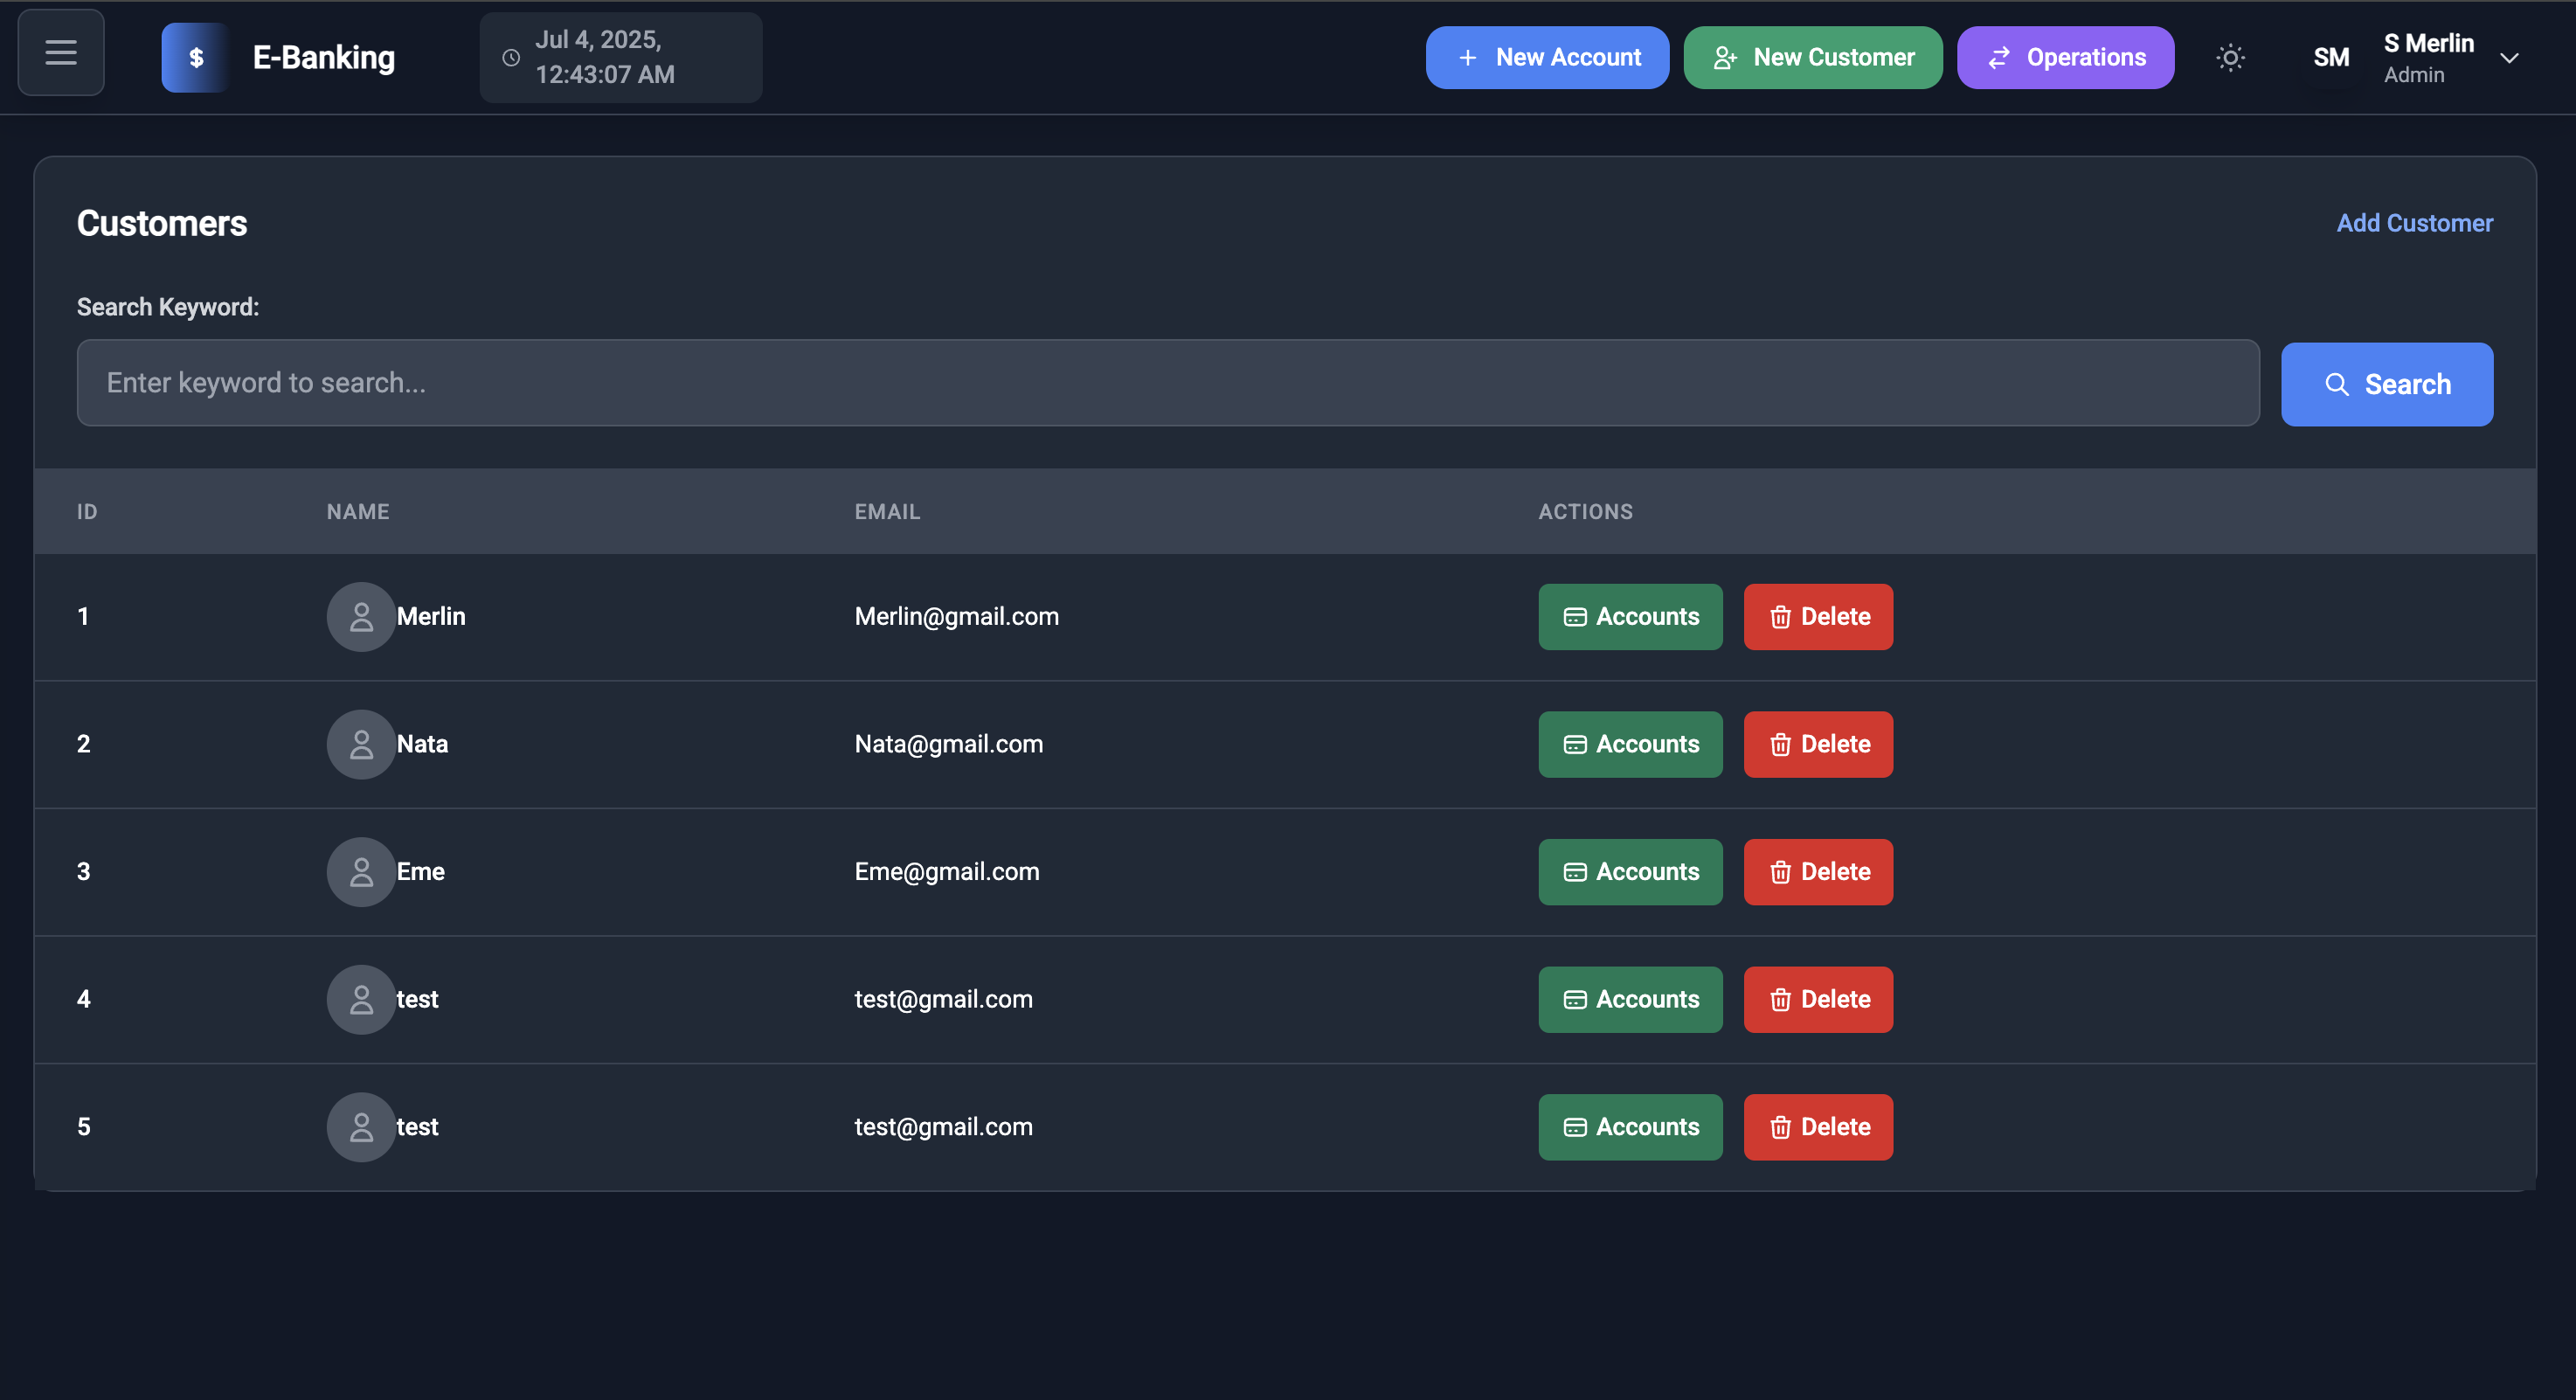 $ E-Banking
Jul 4, 2025,
12:43:07 AM
New Account
New Customer
Operations
SM
S Merlin
Admin
Customers
Add Customer
Search Keyword:
Enter keyword to search...
Search
ID NAME EMAIL ACTIONS
1 Merlin Merlin@gmail.com Accounts Delete
2 Nata Nata@gmail.com Accounts Delete
3 Eme Eme@gmail.com Accounts Delete
4 test test@gmail.com Accounts Delete
5 test test@gmail.com Accounts Delete